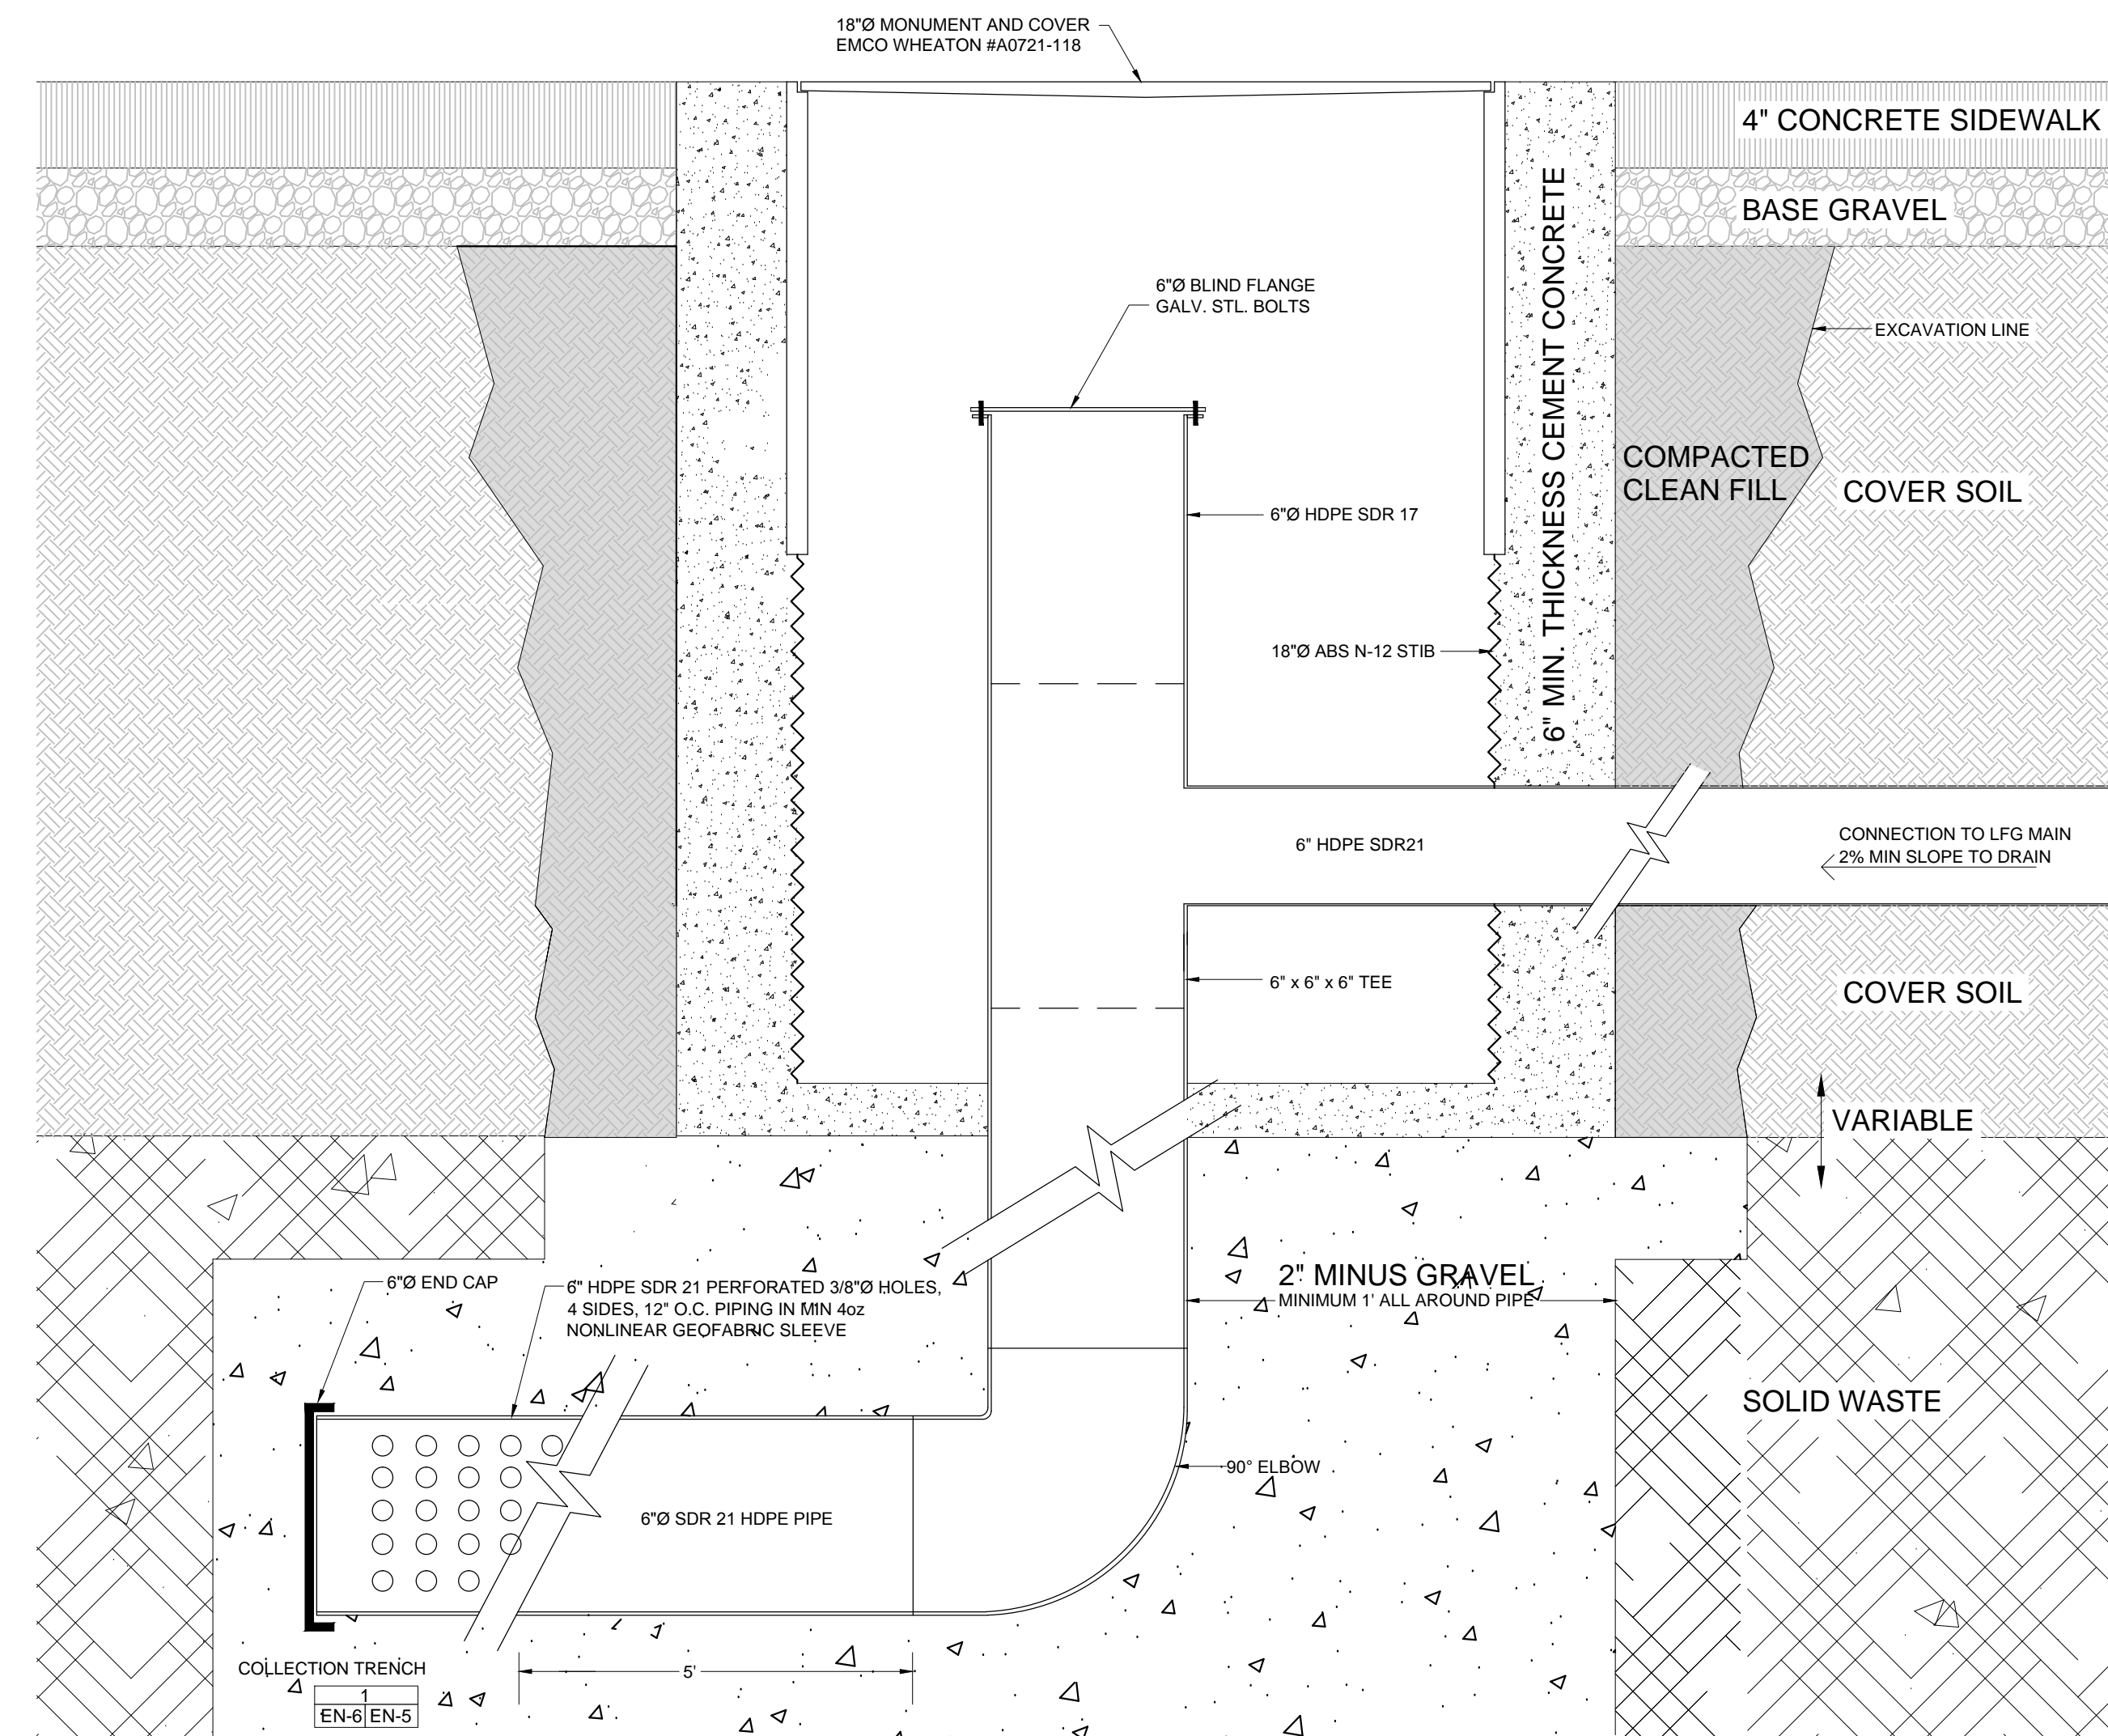 18"Ø MONUMENT AND COVER
EMCO WHEATON #A0721-118
4" CONCRETE SIDEWALK
BASE GRAVEL
6"Ø BLIND FLANGE
GALV. STL. BOLTS
EXCAVATION LINE
6" MIN. THICKNESS CEMENT CONCRETE
COMPACTED
CLEAN FILL
COVER SOIL
6"Ø HDPE SDR 17
18"Ø ABS N-12 STIB
6" HDPE SDR21
CONNECTION TO LFG MAIN
2% MIN SLOPE TO DRAIN
6" x 6" x 6" TEE
COVER SOIL
VARIABLE
6"Ø END CAP
6" HDPE SDR 21 PERFORATED 3/8"Ø HOLES,
4 SIDES, 12" O.C. PIPING IN MIN 4oz
NONLINEAR GEOFABRIC SLEEVE
2" MINUS GRAVEL
MINIMUM 1' ALL AROUND PIPE
SOLID WASTE
90° ELBOW
6"Ø SDR 21 HDPE PIPE
COLLECTION TRENCH
5'
1
EN-6 EN-5